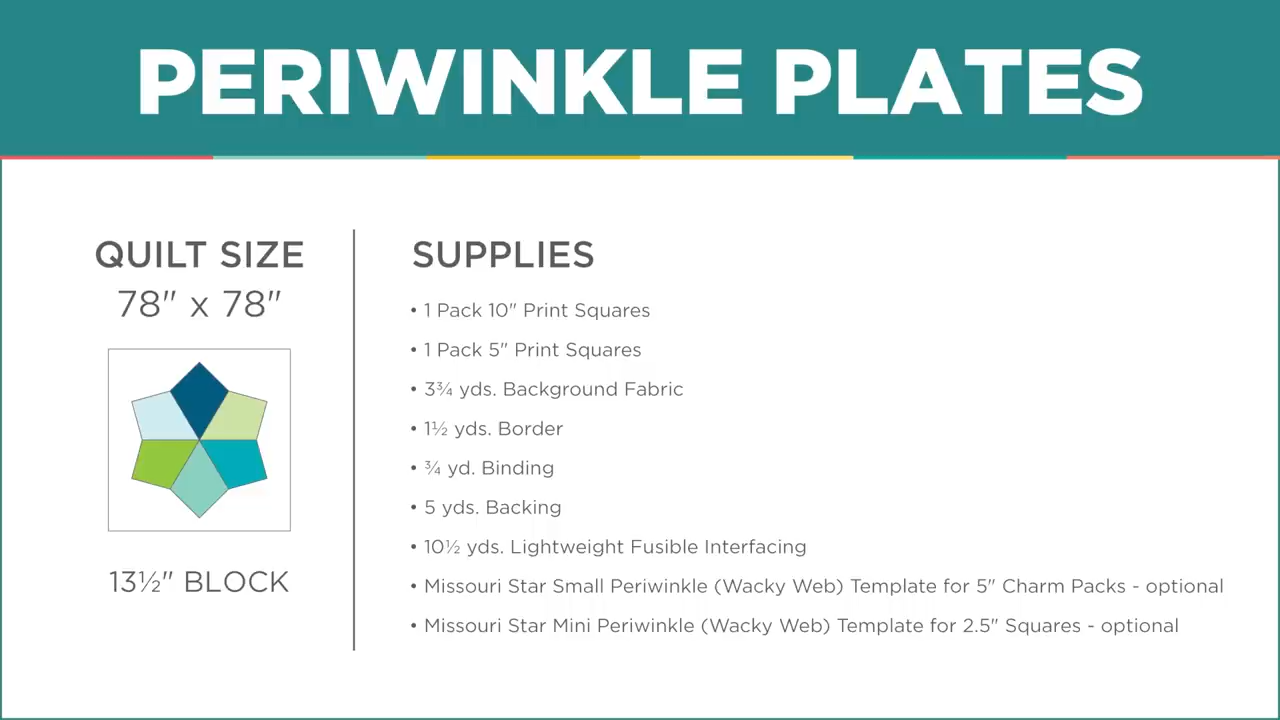 PERIWINKLE PLATES
QUILT SIZE
78" x 78"
13½" BLOCK
SUPPLIES
• 1 Pack 10" Print Squares
• 1 Pack 5" Print Squares
• 3¾ yds. Background Fabric
• 1½ yds. Border
• ¾ yd. Binding
• 5 yds. Backing
• 10½ yds. Lightweight Fusible Interfacing
• Missouri Star Small Periwinkle (Wacky Web) Template for 5" Charm Packs - optional
• Missouri Star Mini Periwinkle (Wacky Web) Template for 2.5" Squares - optional